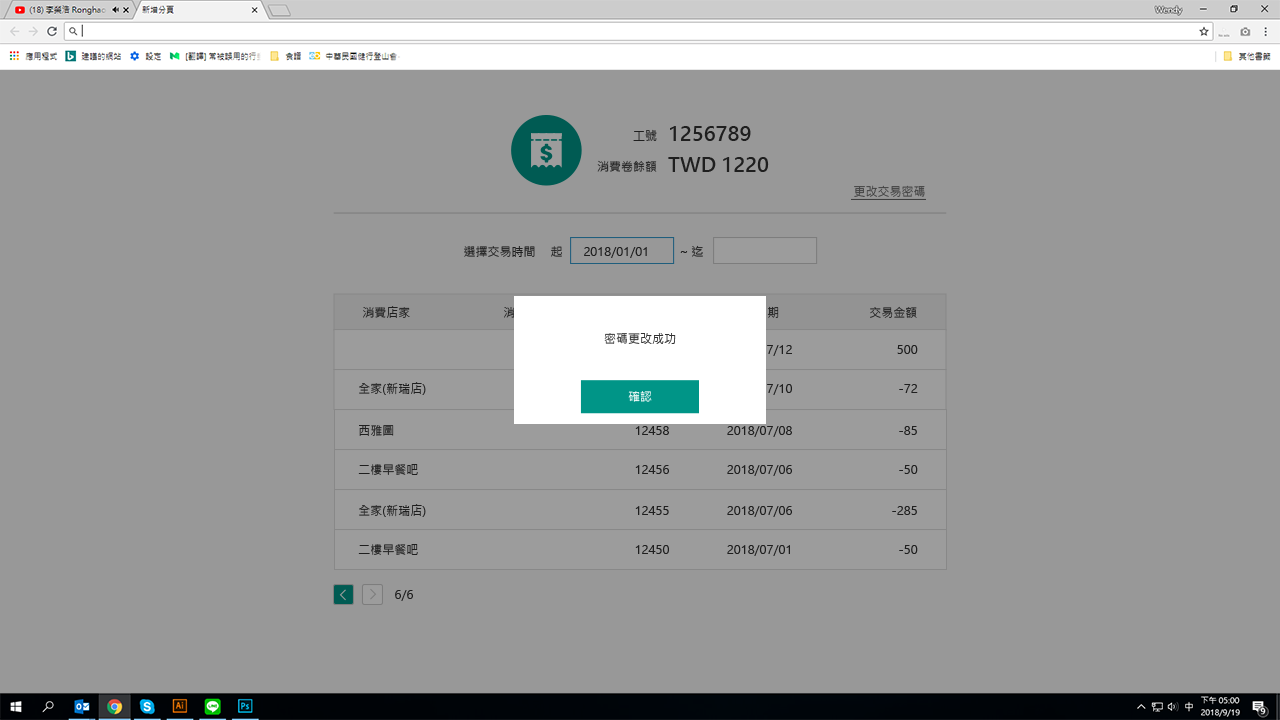 (18) 李榮浩 Ronghao
新增分頁
Wendy
應用程式
建議的網站
設定
[翻譯] 常被誤用的行
食譜
中華民國健行登山會
其他書籤
工號 1256789
消費卷餘額 TWD 1220
更改交易密碼
選擇交易時間 起 2018/01/01 ~ 迄
消費店家 消 期 交易金額
7/12 500
全家(新瑞店) 7/10 -72
密碼更改成功
確認
西雅圖 12458 2018/07/08 -85
二樓早餐吧 12456 2018/07/06 -50
全家(新瑞店) 12455 2018/07/06 -285
二樓早餐吧 12450 2018/07/01 -50
6/6
中
下午 05:00
2018/9/19
9